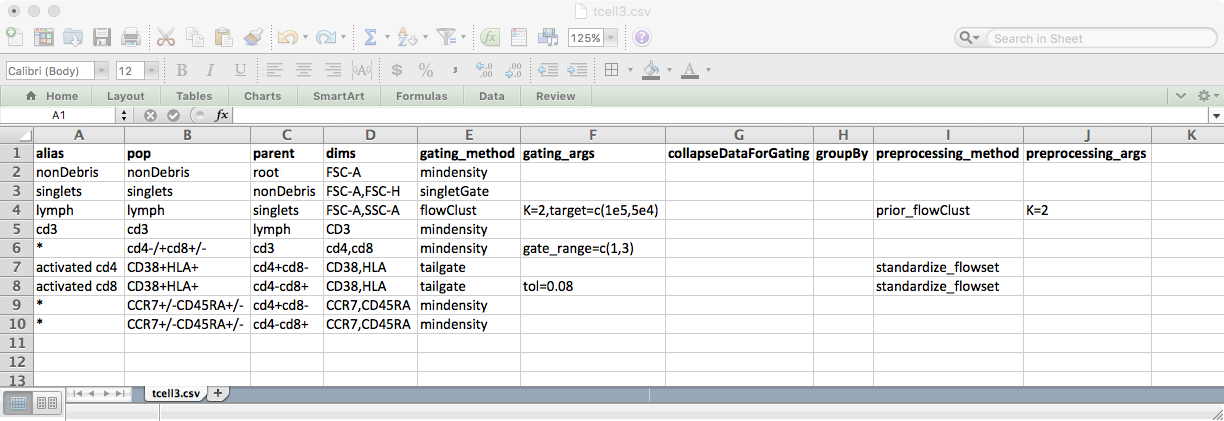 tcell3.csv
125%
Search in Sheet
Calibri (Body) 12 B I U
Home Layout Tables Charts SmartArt Formulas Data Review
A1 fx
A B C D E F G H I J K
1 alias pop parent dims gating_method gating_args collapseDataForGating groupBy preprocessing_method preprocessing_args
2 nonDebris nonDebris root FSC-A mindensity
3 singlets singlets nonDebris FSC-A,FSC-H singletGate
4 lymph lymph singlets FSC-A,SSC-A flowClust K=2,target=c(1e5,5e4) prior_flowClust K=2
5 cd3 cd3 lymph CD3 mindensity
6 * cd4-/+cd8+/- cd3 cd4,cd8 mindensity gate_range=c(1,3)
7 activated cd4 CD38+HLA+ cd4+cd8- CD38,HLA tailgate standardize_flowset
8 activated cd8 CD38+HLA+ cd4-cd8+ CD38,HLA tailgate tol=0.08 standardize_flowset
9 * CCR7+/-CD45RA+/- cd4+cd8- CCR7,CD45RA mindensity
10 * CCR7+/-CD45RA+/- cd4-cd8+ CCR7,CD45RA mindensity
11
12
13
tcell3.csv